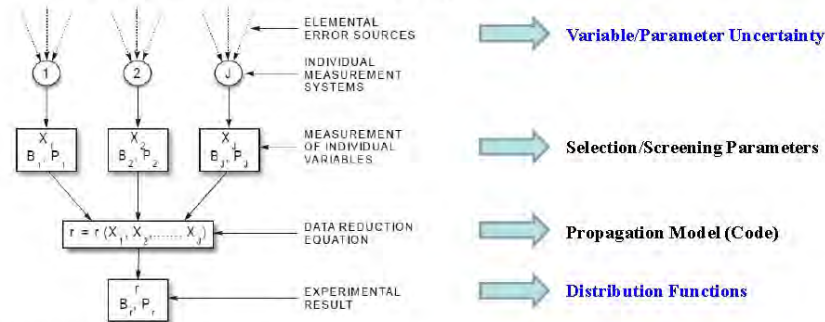 ELEMENTAL
ERROR SOURCES
Variable/Parameter Uncertainty
1
2
J
INDIVIDUAL
MEASUREMENT
SYSTEMS
X1
B1, P1
X2
B2, P2
XJ
BJ, PJ
MEASUREMENT
OF INDIVIDUAL
VARIABLES
Selection/Screening Parameters
r = r (X1, X2,......, XJ)
DATA REDUCTION
EQUATION
Propagation Model (Code)
r
Br, Pr
EXPERIMENTAL
RESULT
Distribution Functions